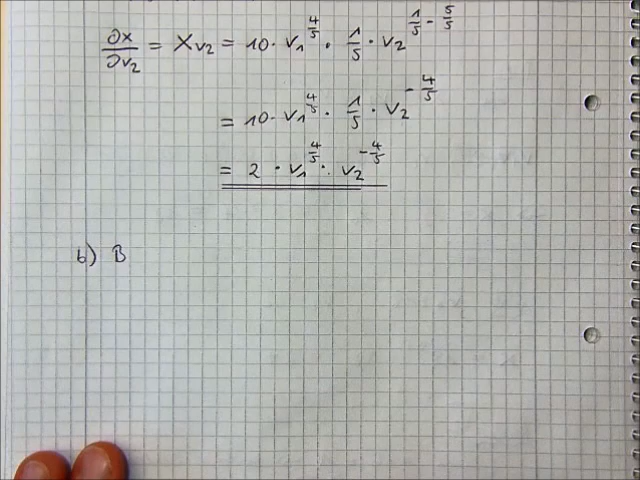 ∂x/∂v₂ = Xv₂ = 10 · v₁^(4/5) · 1/5 · v₂^(1/5 - 5/5)
= 10 · v₁^(4/5) · 1/5 · v₂^(-4/5)
= 2 · v₁^(4/5) · v₂^(-4/5)
b) B